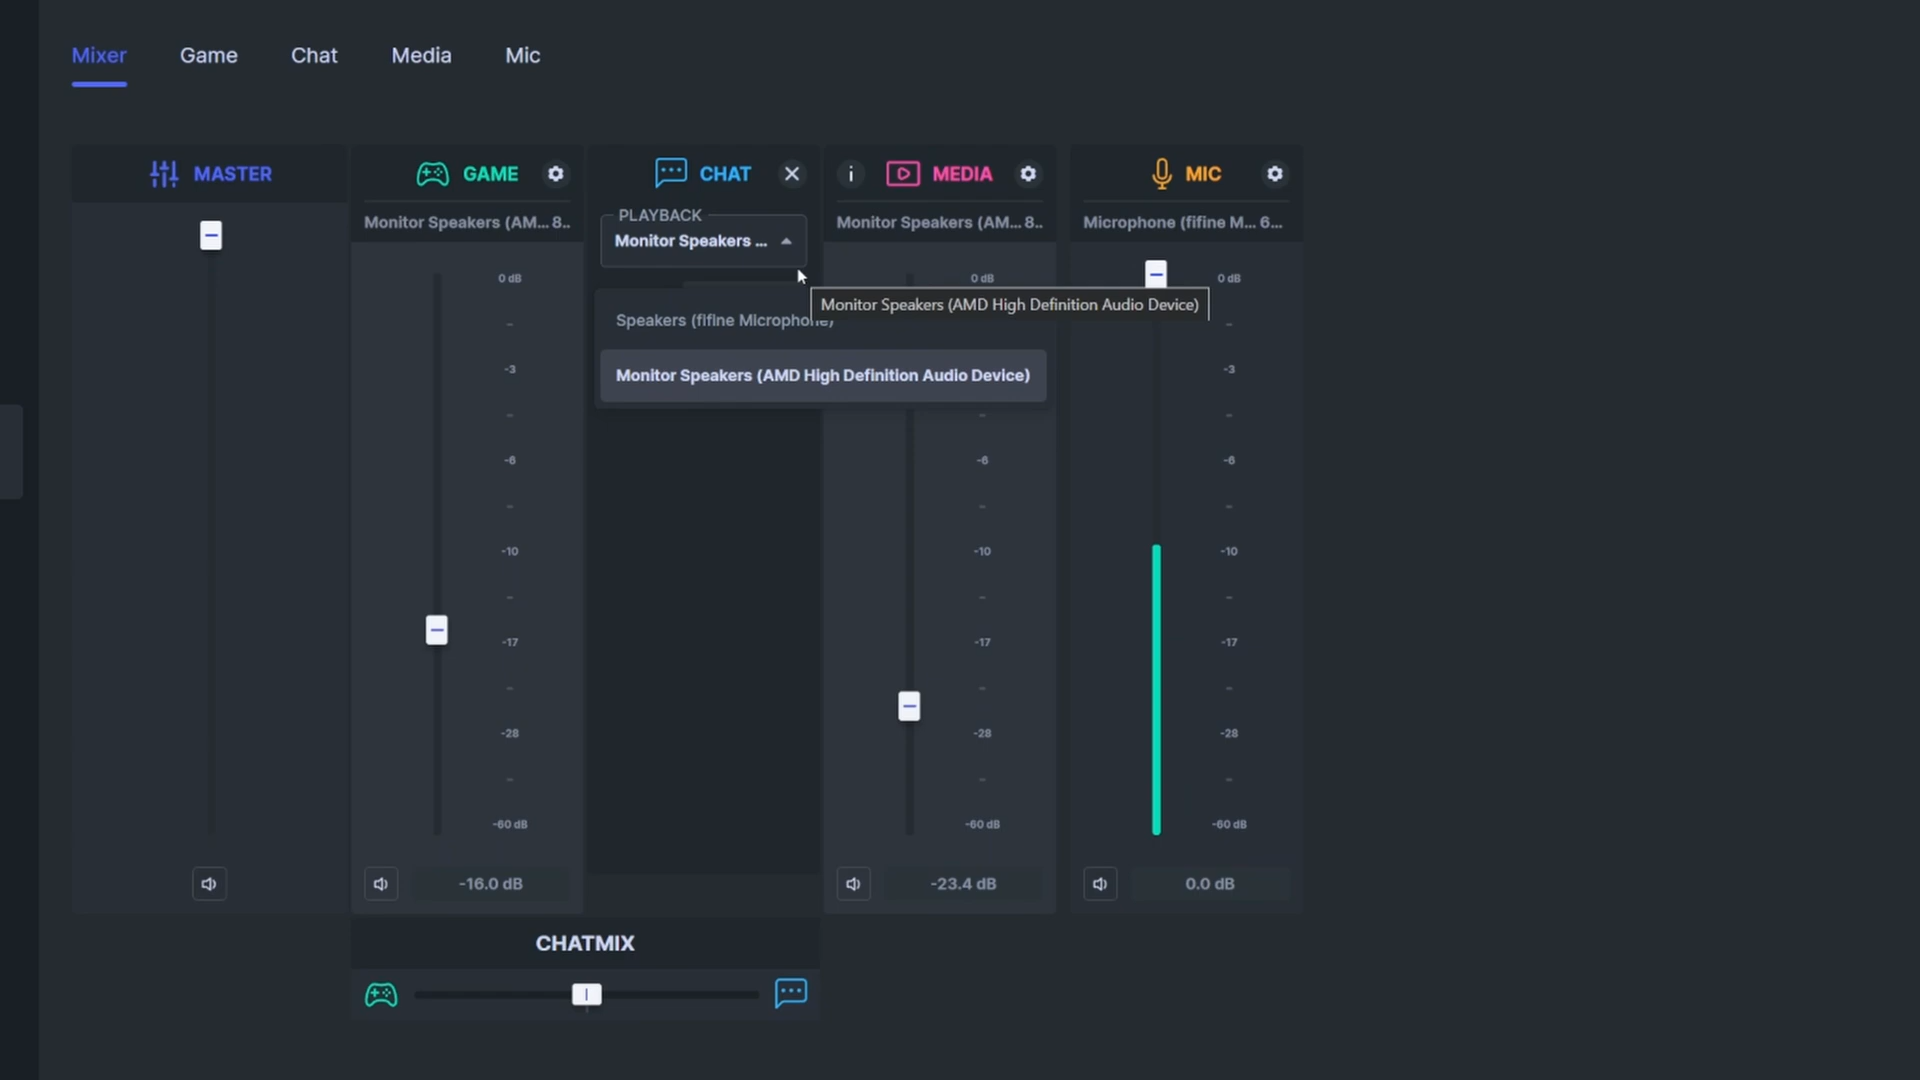 Mixer
Game
Chat
Media
Mic
MASTER
GAME
Monitor Speakers (AM... 8..
0 dB
-3
-6
-10
-17
-28
-60 dB
-16.0 dB
CHAT
PLAYBACK
Monitor Speakers ...
Speakers (fifine Microphone)
Monitor Speakers (AMD High Definition Audio Device)
Monitor Speakers (AMD High Definition Audio Device)
i
MEDIA
Monitor Speakers (AM... 8..
0 dB
-6
-10
-17
-28
-60 dB
-23.4 dB
MIC
Microphone (fifine M... 6...
0 dB
-3
-6
-10
-17
-28
-60 dB
0.0 dB
CHATMIX